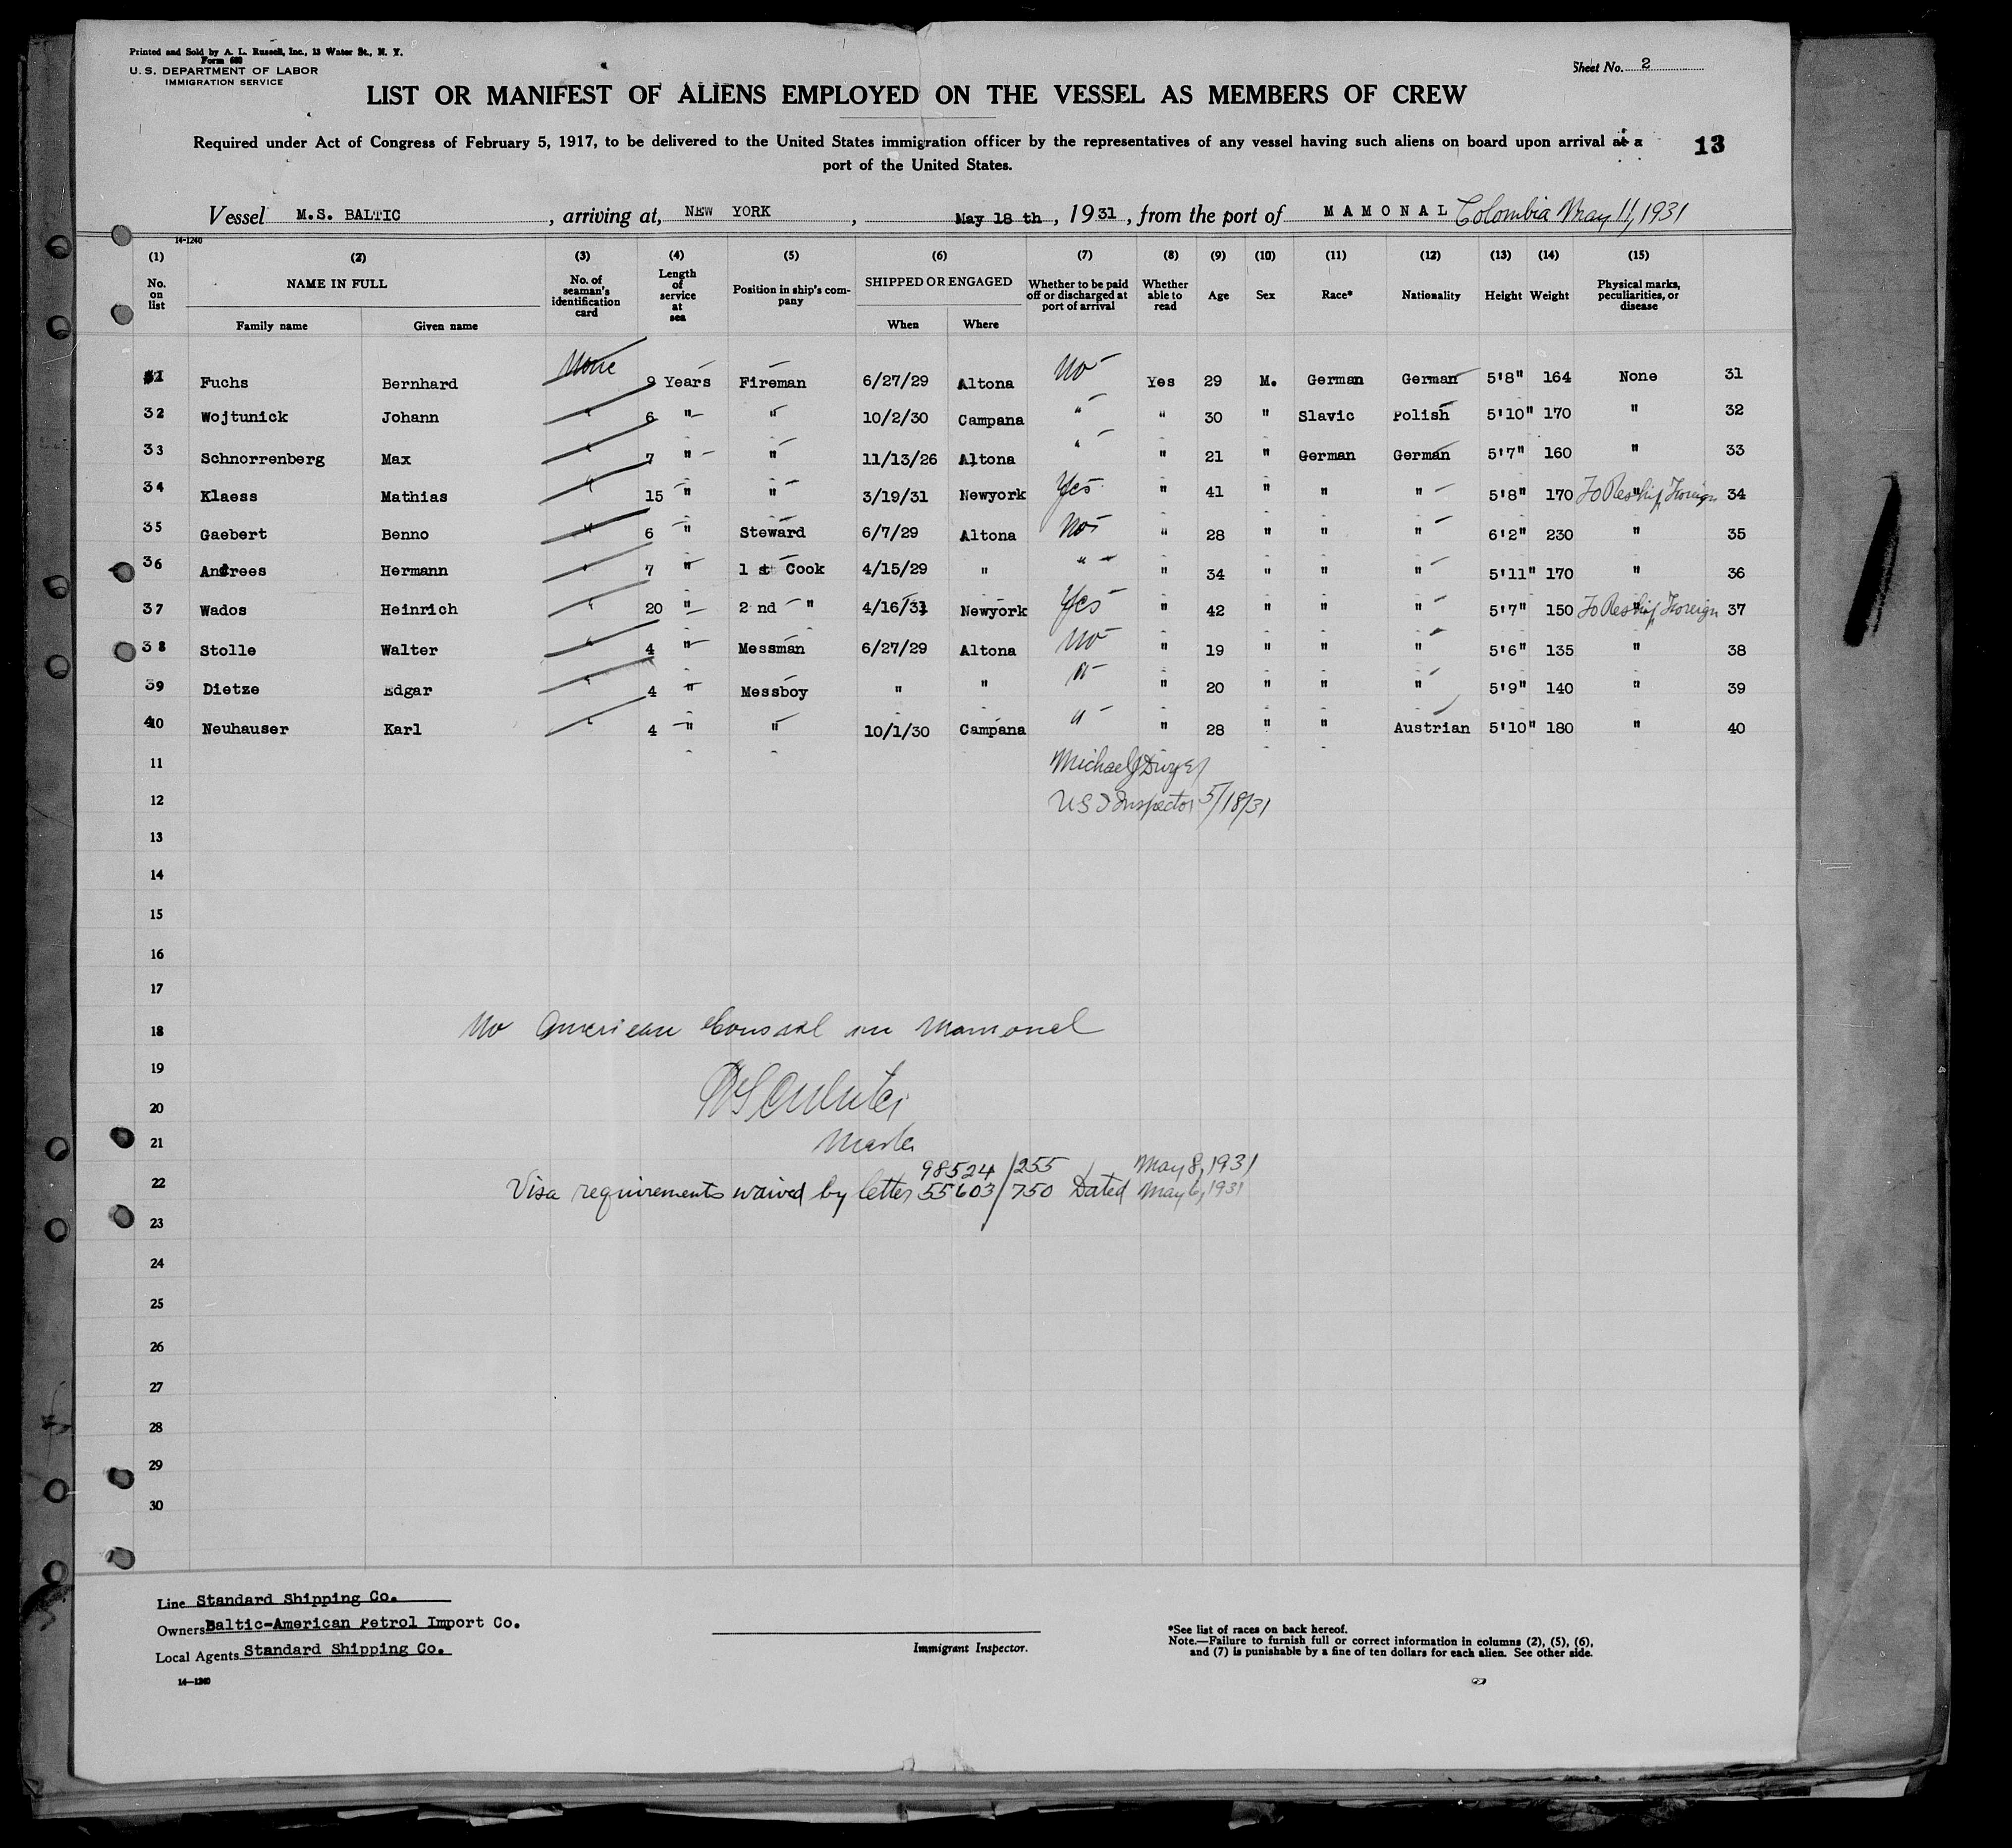 Printed and Sold by A. L. Russell, Inc., 13 Water St., N. Y.
Form 680
U. S. DEPARTMENT OF LABOR
IMMIGRATION SERVICE
Sheet No. 2
LIST OR MANIFEST OF ALIENS EMPLOYED ON THE VESSEL AS MEMBERS OF CREW
Required under Act of Congress of February 5, 1917, to be delivered to the United States immigration officer by the representatives of any vessel having such aliens on board upon arrival at a
port of the United States.
13
Vessel M.S. BALTIC, arriving at, NEW YORK, May 18 th, 1931, from the port of MAMONAL Colombia May 11, 1931
14-1240
(1) (2) (3) (4) (5) (6) (7) (8) (9) (10) (11) (12) (13) (14) (15)
No. on list NAME IN FULL No. of seaman's identification card Length of service at sea Position in ship's company SHIPPED OR ENGAGED Whether to be paid off or discharged at port of arrival Whether able to read Age Sex Race* Nationality Height Weight Physical marks, peculiarities, or disease
Family name Given name When Where
31 Fuchs Bernhard None 9 Years Fireman 6/27/29 Altona No Yes 29 M. German German 5'8" 164 None 31
32 Wojtunick Johann " 6 " " 10/2/30 Campana " " 30 " Slavic Polish 5'10" 170 " 32
33 Schnorrenberg Max " 7 " " 11/13/26 Altona " " 21 " German German 5'7" 160 " 33
34 Klaess Mathias " 15 " " 3/19/31 Newyork Yes " 41 " " " 5'8" 170 " To Reship Foreign 34
35 Gaebert Benno " 6 " Steward 6/7/29 Altona No " 28 " " " 6'2" 230 " 35
36 Andrees Hermann " 7 " 1 st Cook 4/15/29 " " " 34 " " " 5'11" 170 " 36
37 Wados Heinrich " 20 " 2 nd " 4/16/31 Newyork Yes " 42 " " " 5'7" 150 " To Reship Foreign 37
38 Stolle Walter " 4 " Messman 6/27/29 Altona No " 19 " " " 5'6" 135 " 38
39 Dietze Edgar " 4 " Messboy " " " " 20 " " " 5'9" 140 " 39
40 Neuhauser Karl " 4 " " 10/1/30 Campana " " 28 " " Austrian 5'10" 180 " 40
11 Michael J Dwyer
12 U S I Inspector 5/18/31
13
14
15
16
17
18 No American Consul in Mamonal
19
20
21 Master
98524/255 May 8, 1931
22 Visa requirements waived by letter 55603/750 Dated May 6, 1931
23
24
25
26
27
28
29
30
Line Standard Shipping Co.
Owners Baltic-American Petrol Import Co.
Local Agents Standard Shipping Co.
14-1240
Immigrant Inspector.
*See list of races on back hereof.
Note.—Failure to furnish full or correct information in columns (2), (5), (6),
and (7) is punishable by a fine of ten dollars for each alien. See other side.